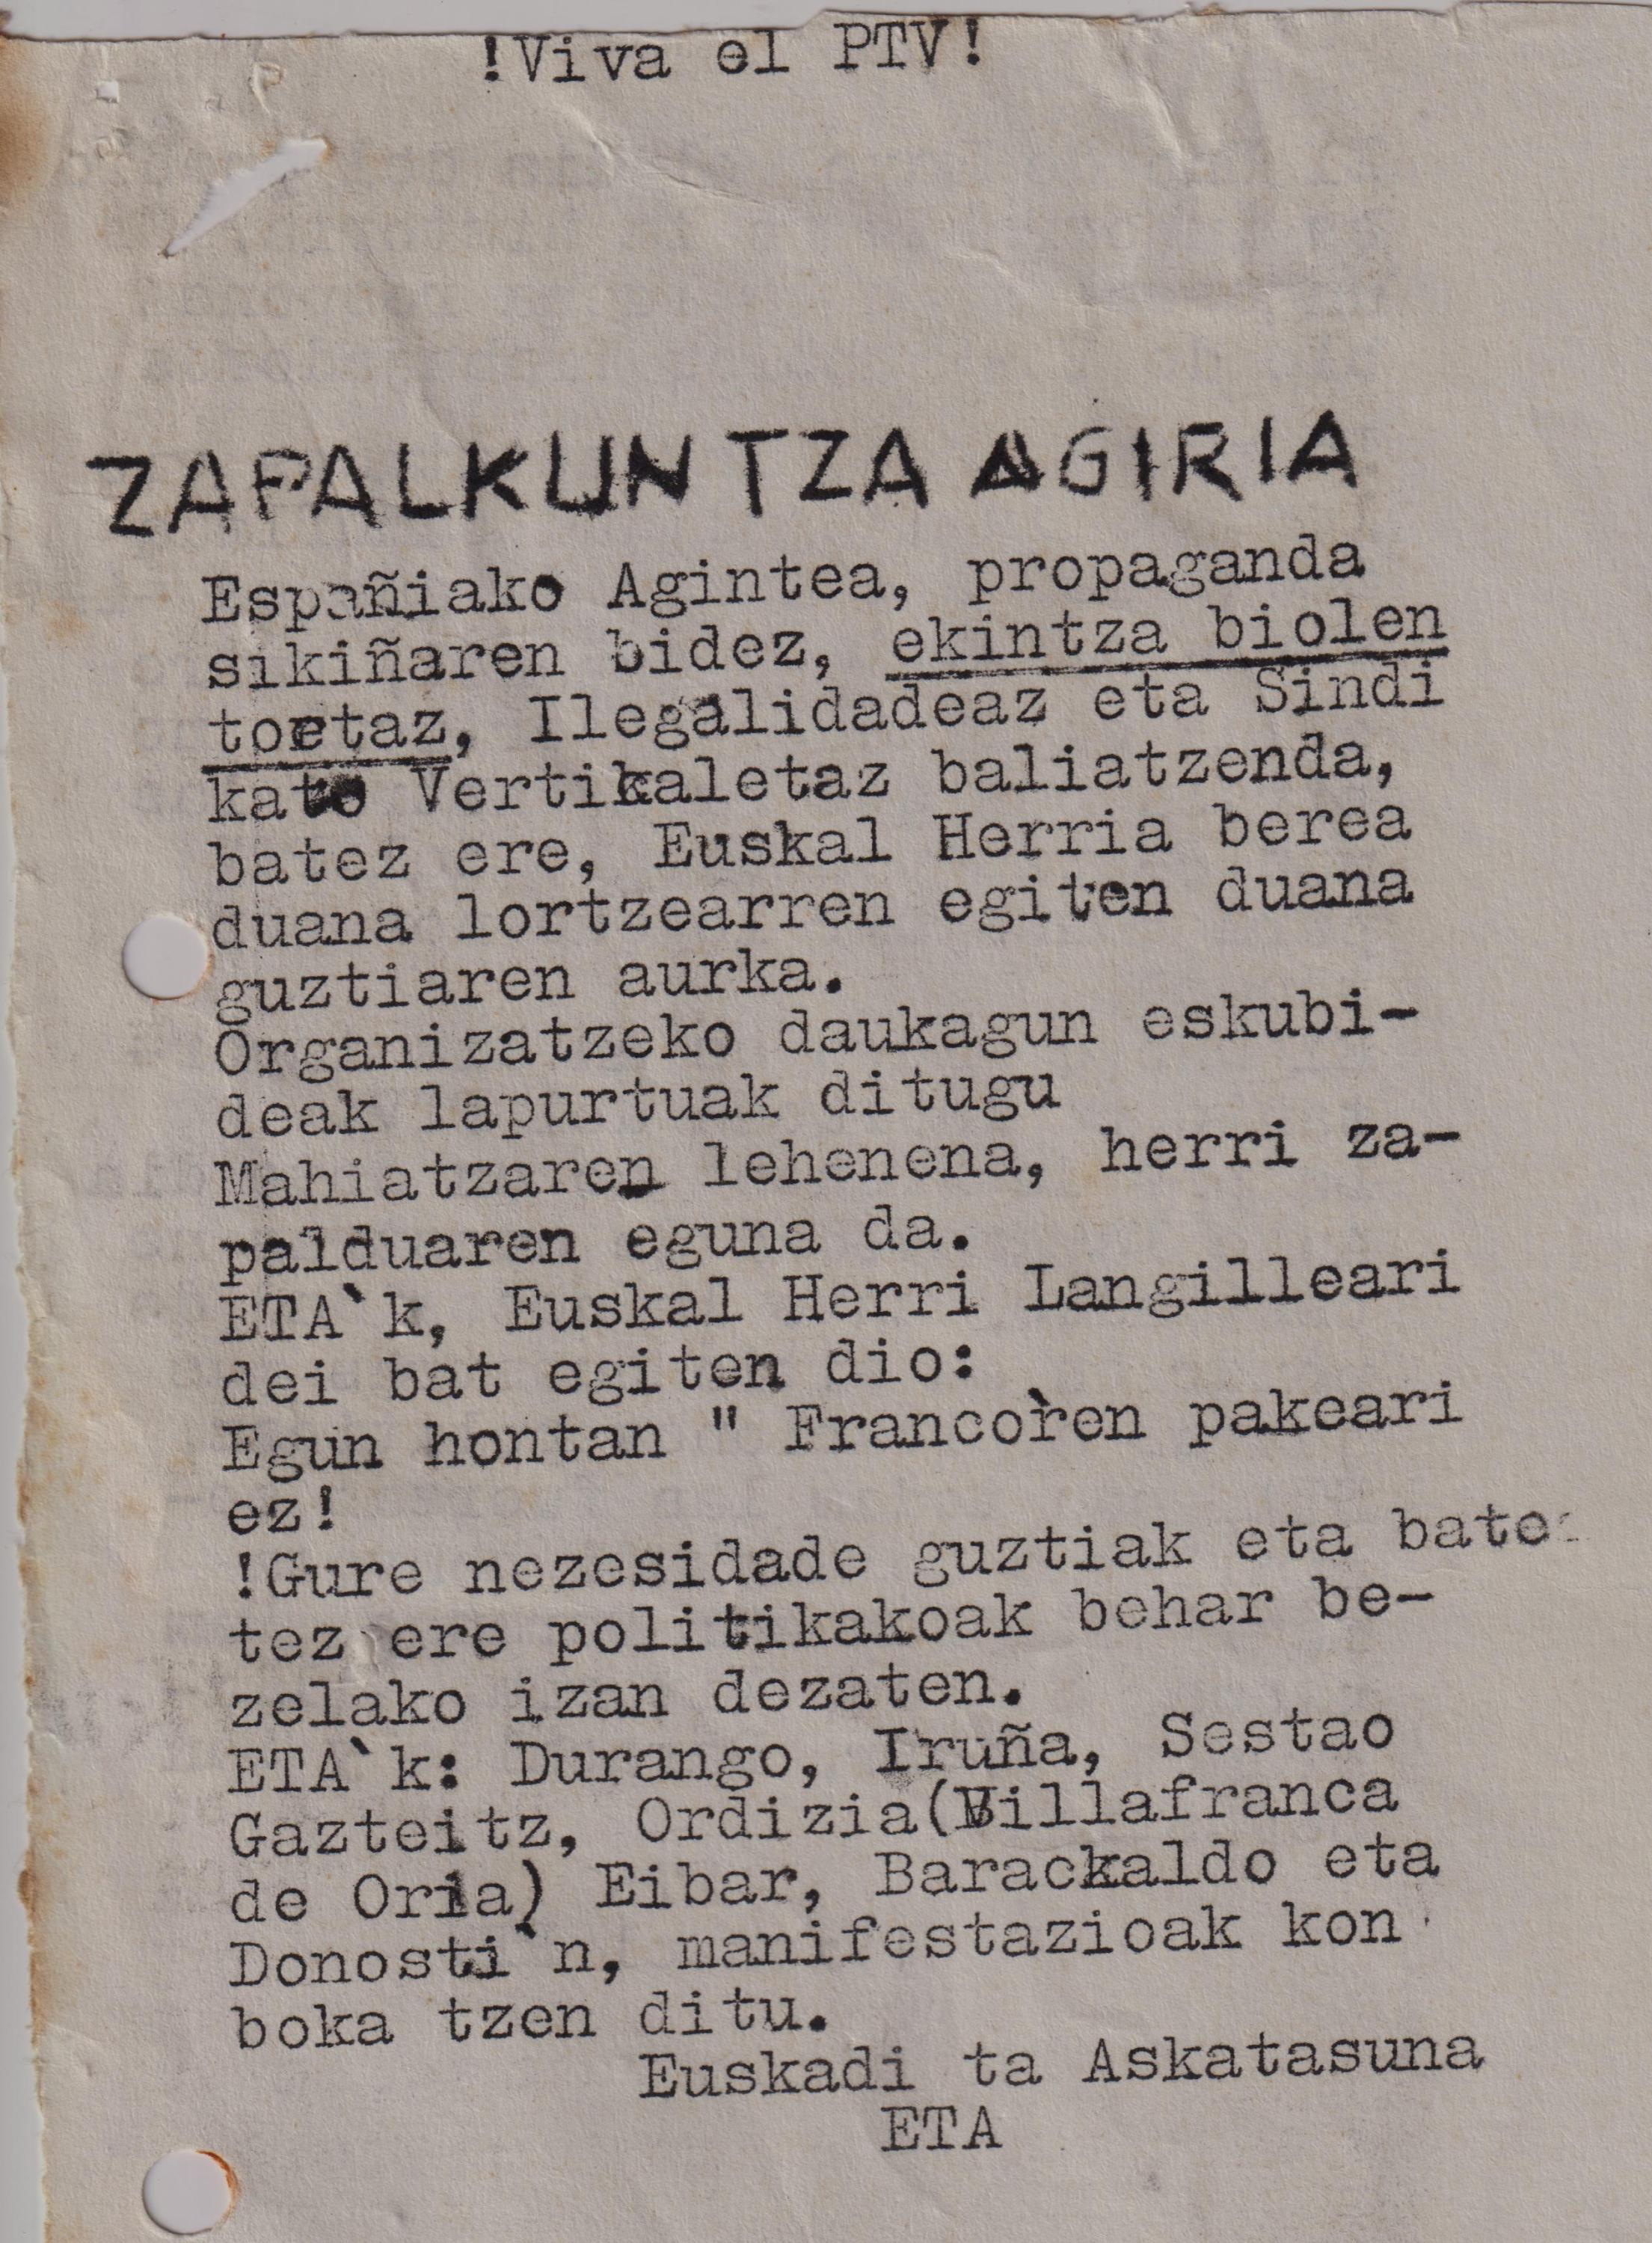 !Viva el PTV!
ZAPALKUNTZA AGIRIA
Españiako Agintea, propaganda
sikiñaren bidez, ekintza biolen
toetaz, Ilegalidadeaz eta Sindi
kato Vertikaletaz baliatzenda,
batez ere, Euskal Herria berea
duana lortzearren egiten duana
guztiaren aurka.
Organizatzeko daukagun eskubi-
deak lapurtuak ditugu
Mahiatzaren lehenena, herri za-
palduaren eguna da.
ETA`k, Euskal Herri Langilleari
dei bat egiten dio:
Egun hontan " Franco`ren pakeari
ez!
!Gure nezesidade guztiak eta
tez ere politikakoak behar be-
zelako izan dezaten.
ETA`k: Durango, Iruña, Sestao
Gazteitz, Ordizia(Villafranca
de Oria) Eibar, Barackaldo eta
Donosti`n, manifestazioak kon
boka tzen ditu.
Euskadi ta Askatasuna
ETA